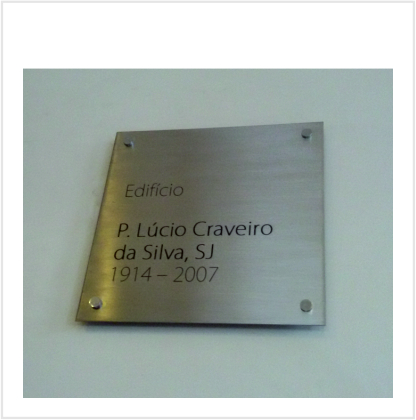 Edifício
P. Lúcio Craveiro
da Silva, SJ
1914 – 2007